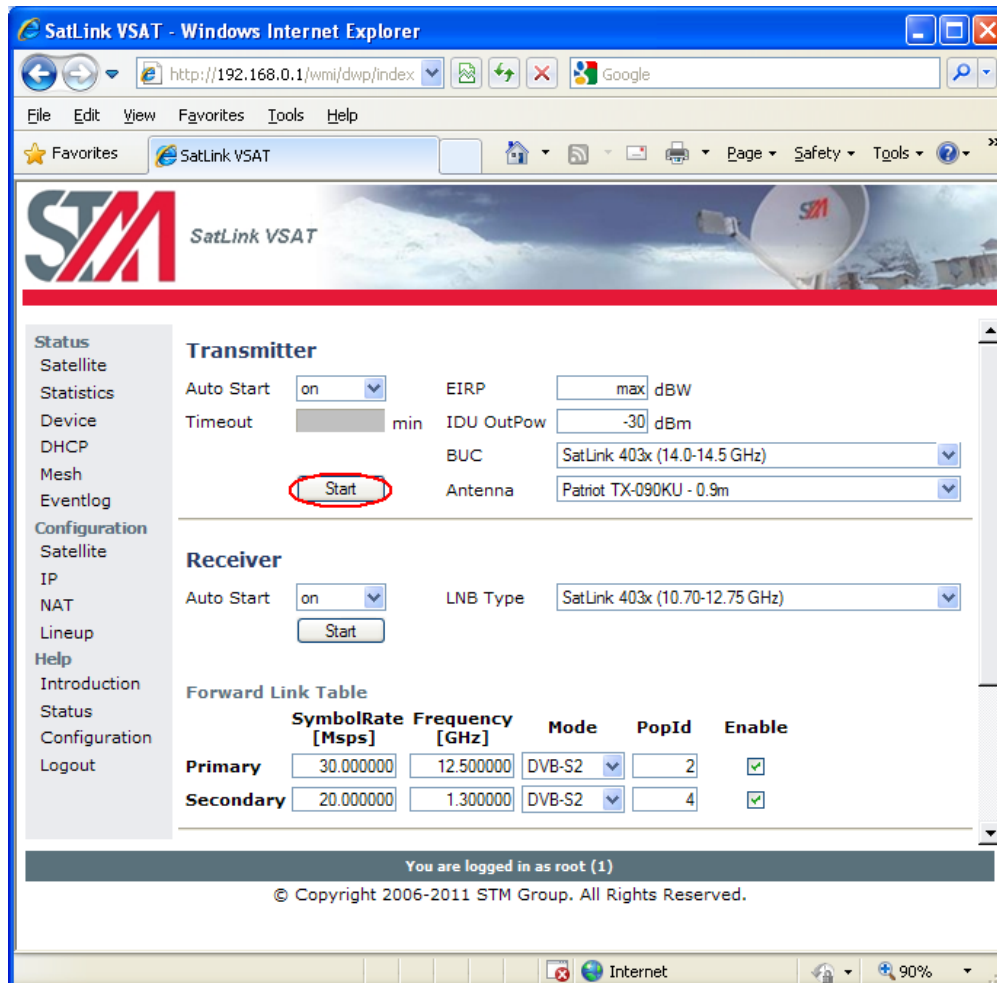 SatLink VSAT - Windows Internet Explorer
http://192.168.0.1/wmi/dwp/index
Google
File Edit View Favorites Tools Help
Favorites SatLink VSAT Page Safety Tools
STM SatLink VSAT STM
Status
Satellite
Statistics
Device
DHCP
Mesh
Eventlog
Configuration
Satellite
IP
NAT
Lineup
Help
Introduction
Status
Configuration
Logout
Transmitter
Auto Start on EIRP max dBW
Timeout min IDU OutPow -30 dBm
BUC SatLink 403x (14.0-14.5 GHz)
Start Antenna Patriot TX-090KU - 0.9m
Receiver
Auto Start on LNB Type SatLink 403x (10.70-12.75 GHz)
Start
Forward Link Table
SymbolRate Frequency Mode PopId Enable
[Msps] [GHz]
Primary 30.000000 12.500000 DVB-S2 2
Secondary 20.000000 1.300000 DVB-S2 4
You are logged in as root (1)
© Copyright 2006-2011 STM Group. All Rights Reserved.
Internet 90%